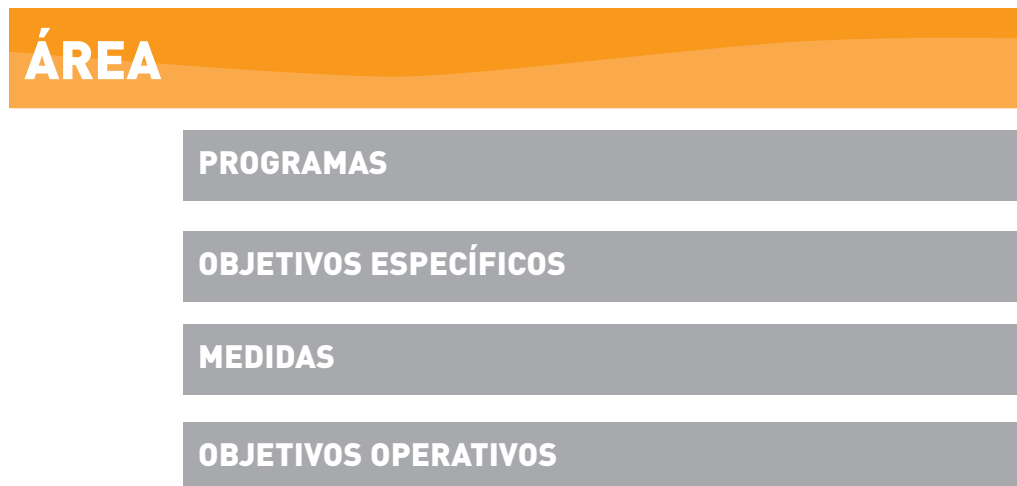 ÁREA
PROGRAMAS
OBJETIVOS ESPECÍFICOS
MEDIDAS
OBJETIVOS OPERATIVOS